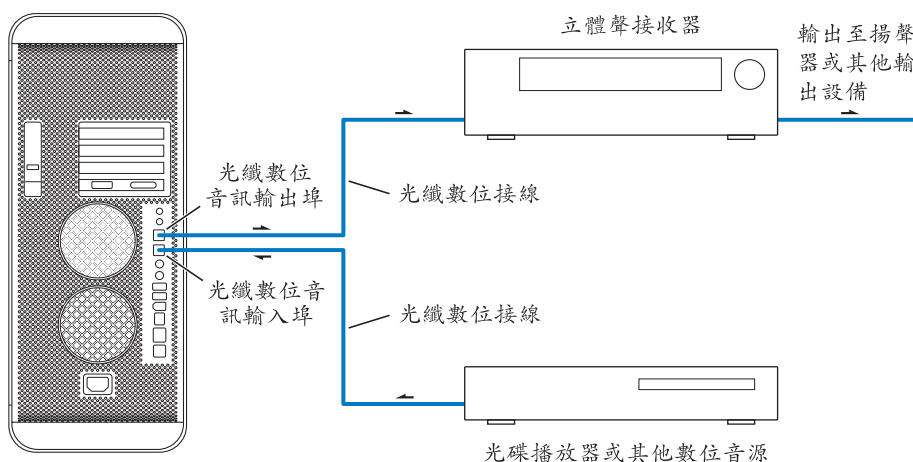 立體聲接收器
輸出至揚聲
器或其他輸
出設備
光纖數位
音訊輸出埠
光纖數位接線
光纖數位音
訊輸入埠
光纖數位接線
光碟播放器或其他數位音源